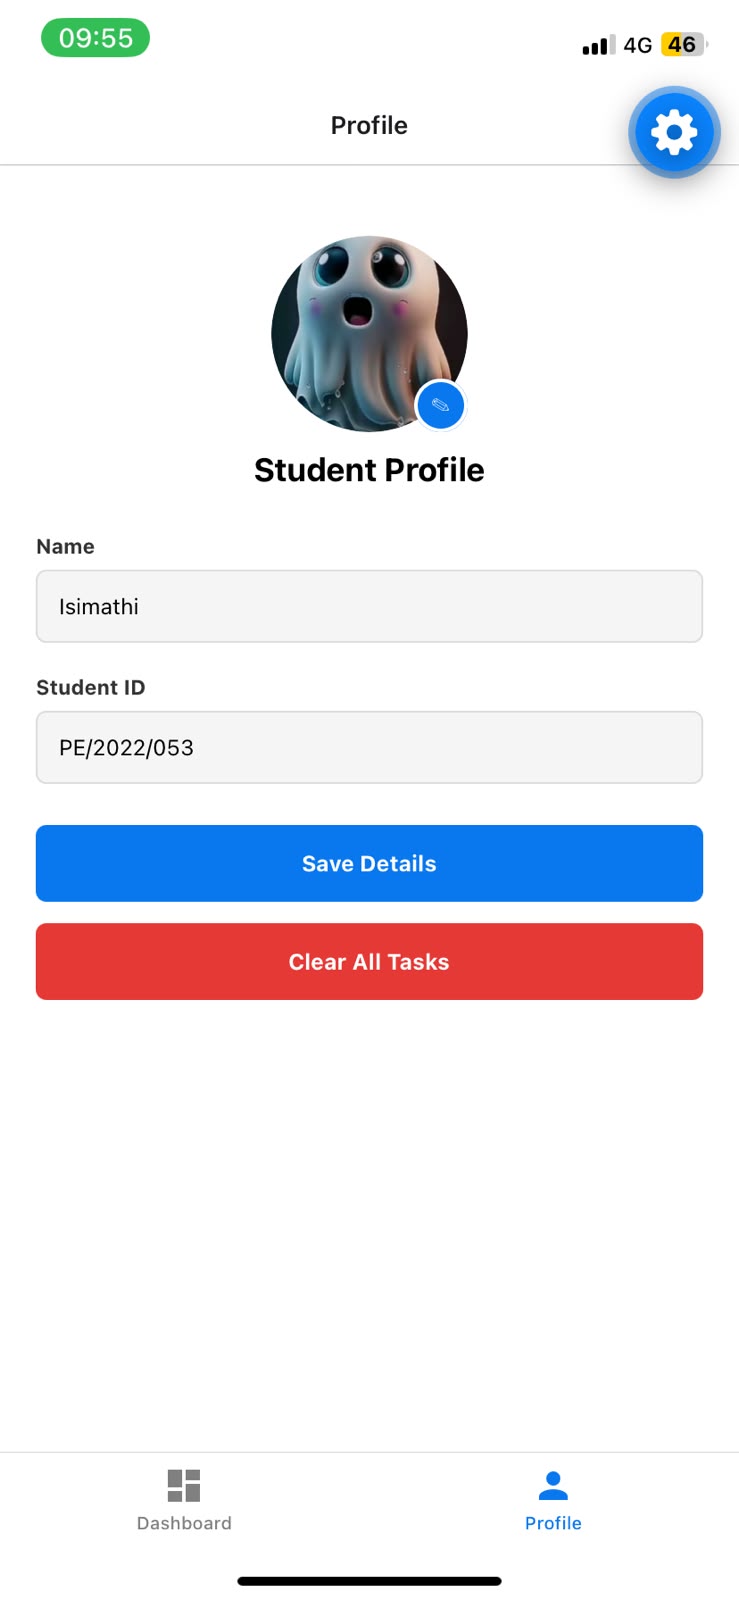 09:55
4G 46
Profile
Student Profile
Name
Isimathi
Student ID
PE/2022/053
Save Details
Clear All Tasks
Dashboard
Profile